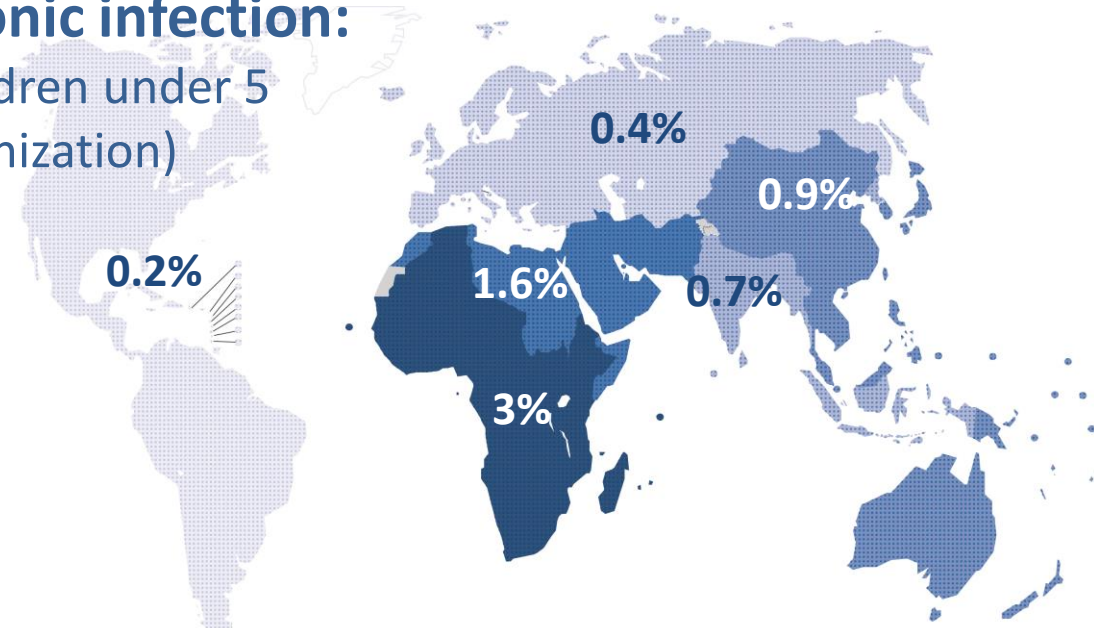 onic infection:
dren under 5
nization)
0.4%
0.9%
0.2%
1.6%
0.7%
3%